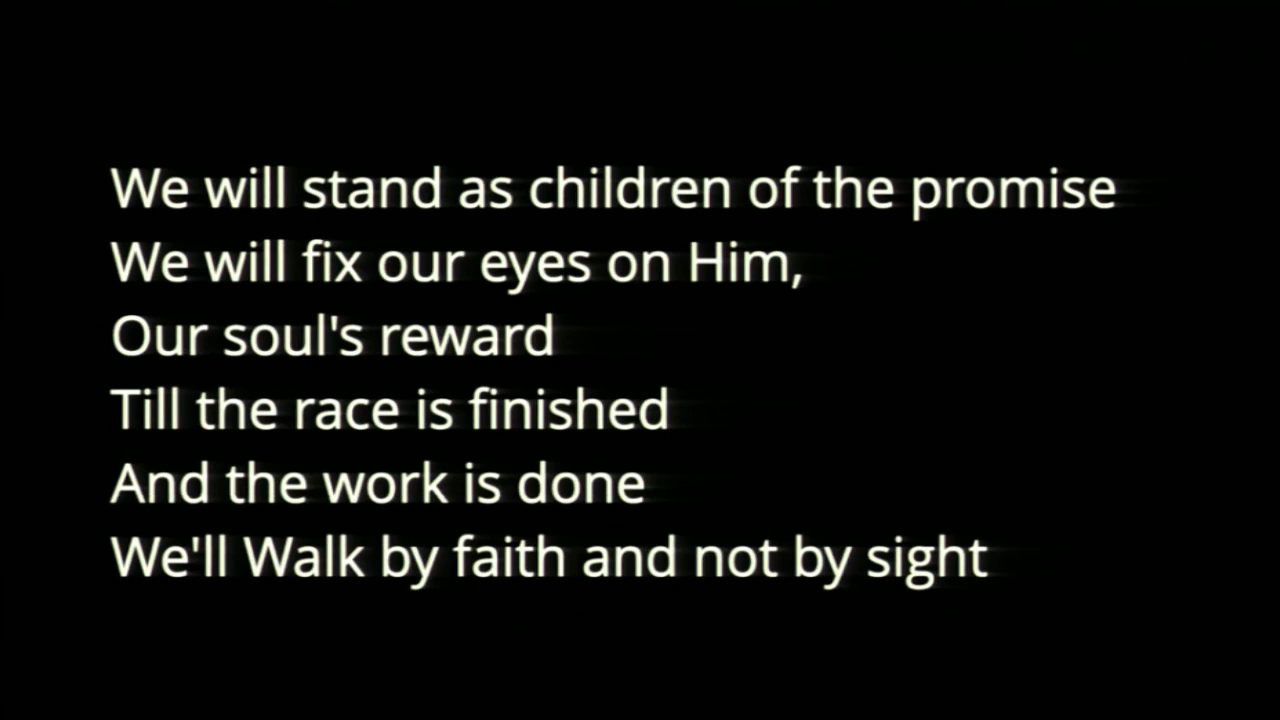 We will stand as children of the promise
We will fix our eyes on Him,
Our soul's reward
Till the race is finished
And the work is done
We'll Walk by faith and not by sight